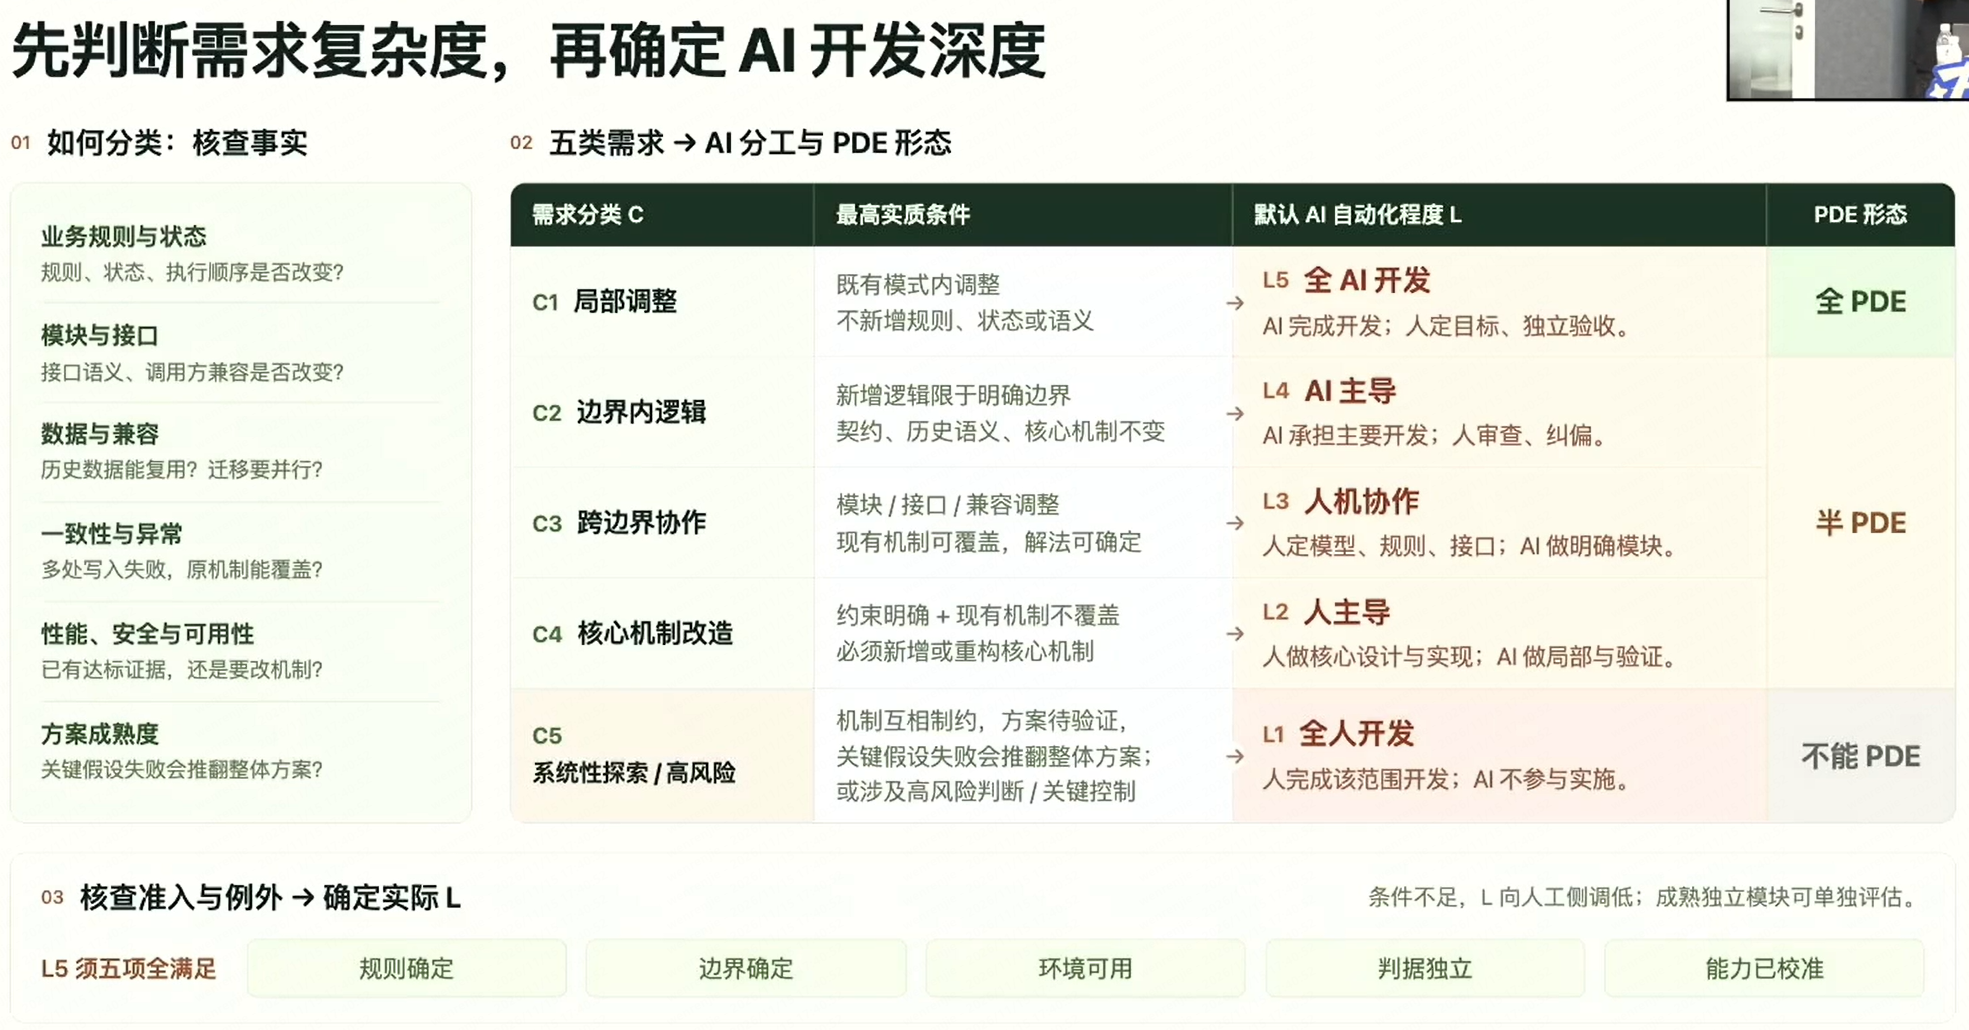 先判断需求复杂度，再确定 AI 开发深度
01 如何分类：核查事实
业务规则与状态
规则、状态、执行顺序是否改变？
模块与接口
接口语义、调用方兼容是否改变？
数据与兼容
历史数据能复用？迁移要并行？
一致性与异常
多处写入失败，原机制能覆盖？
性能、安全与可用性
已有达标证据，还是要改机制？
方案成熟度
关键假设失败会推翻整体方案？
02 五类需求 → AI 分工与 PDE 形态
需求分类 C
最高实质条件
默认 AI 自动化程度 L
PDE 形态
C1 局部调整
既有模式内调整
不新增规则、状态或语义
→
L5 全 AI 开发
AI 完成开发；人定目标、独立验收。
全 PDE
C2 边界内逻辑
新增逻辑限于明确边界
契约、历史语义、核心机制不变
→
L4 AI 主导
AI 承担主要开发；人审查、纠偏。
C3 跨边界协作
模块 / 接口 / 兼容调整
现有机制可覆盖，解法可确定
→
L3 人机协作
人定模型、规则、接口；AI 做明确模块。
半 PDE
C4 核心机制改造
约束明确 + 现有机制不覆盖
必须新增或重构核心机制
→
L2 人主导
人做核心设计与实现；AI 做局部与验证。
C5
系统性探索 / 高风险
机制互相制约，方案待验证，
关键假设失败会推翻整体方案；
或涉及高风险判断 / 关键控制
→
L1 全人开发
人完成该范围开发；AI 不参与实施。
不能 PDE
03 核查准入与例外 → 确定实际 L
条件不足，L 向人工侧调低；成熟独立模块可单独评估。
L5 须五项全满足
规则确定
边界确定
环境可用
判据独立
能力已校准